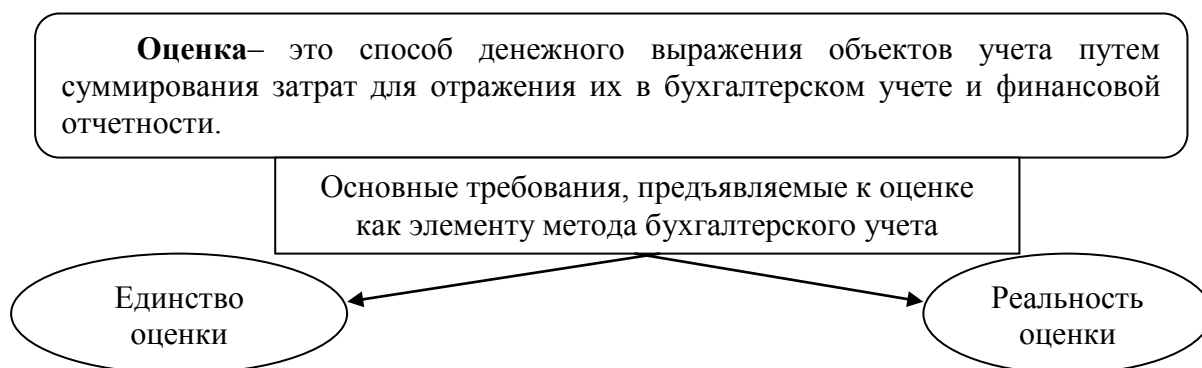 Оценка– это способ денежного выражения объектов учета путем
суммирования затрат для отражения их в бухгалтерском учете и финансовой
отчетности.
Основные требования, предъявляемые к оценке
как элементу метода бухгалтерского учета
Единство
оценки
Реальность
оценки